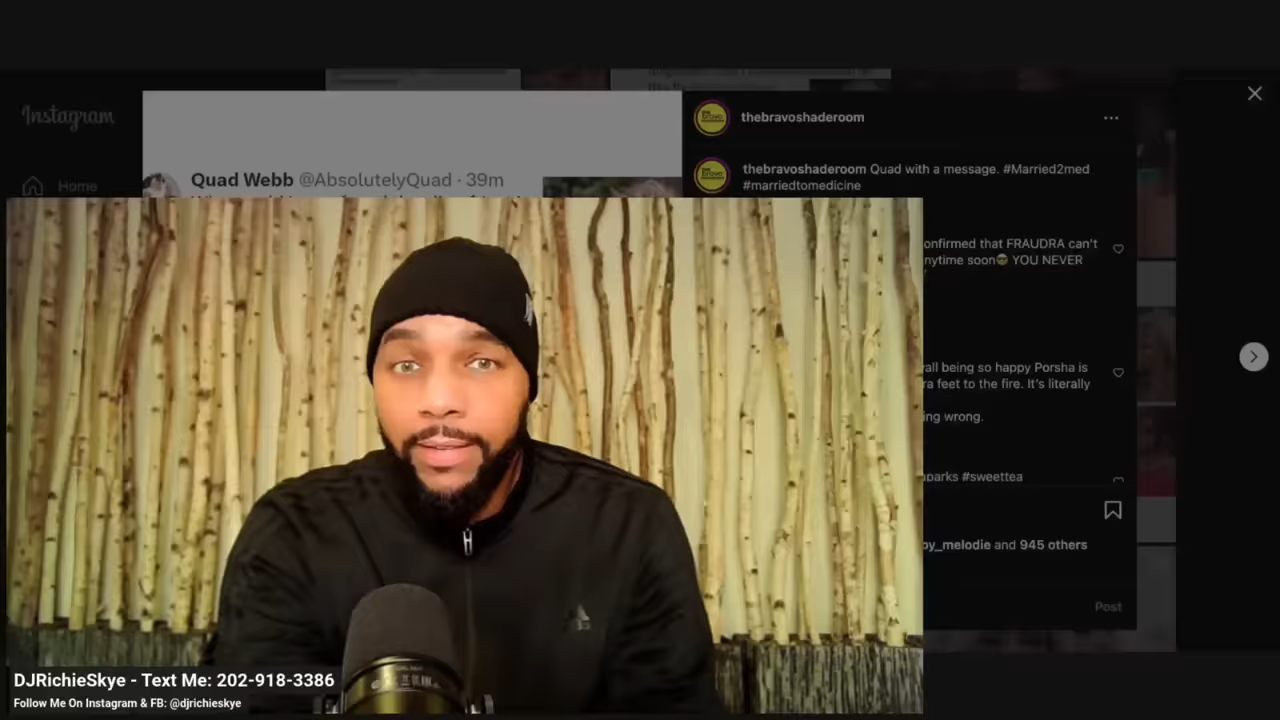 Instagram
Home
Quad Webb @AbsolutelyQuad · 39m
thebravoshaderoom
thebravoshaderoom Quad with a message. #Married2med
#marriedtomedicine
onfirmed that FRAUDRA can't
nytime soon😎 YOU NEVER
all being so happy Porsha is
ra feet to the fire. It's literally
ing wrong.
parks #sweettea
by_melodie and 945 others
Post
DJRichieSkye - Text Me: 202-918-3386
Follow Me On Instagram & FB: @djrichieskye